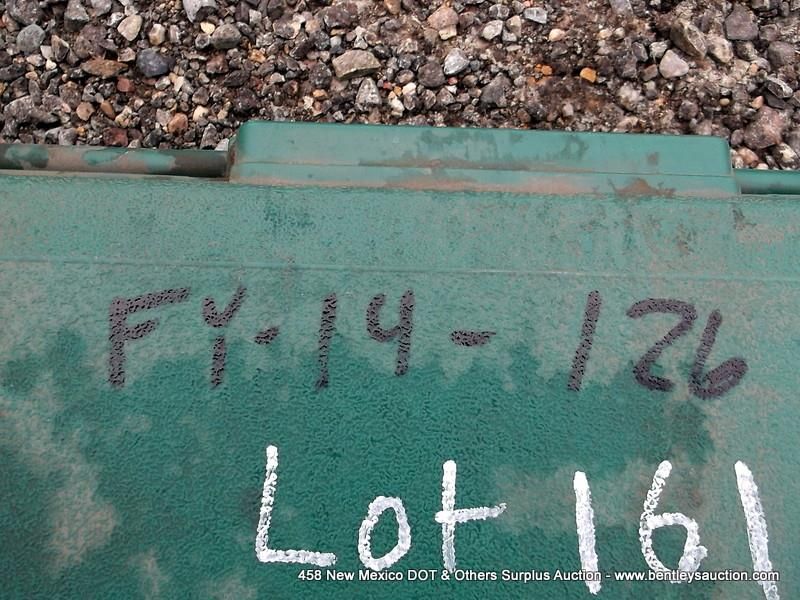 FY-14-126
Lot 161
458 New Mexico DOT & Others Surplus Auction - www.bentleysauction.com